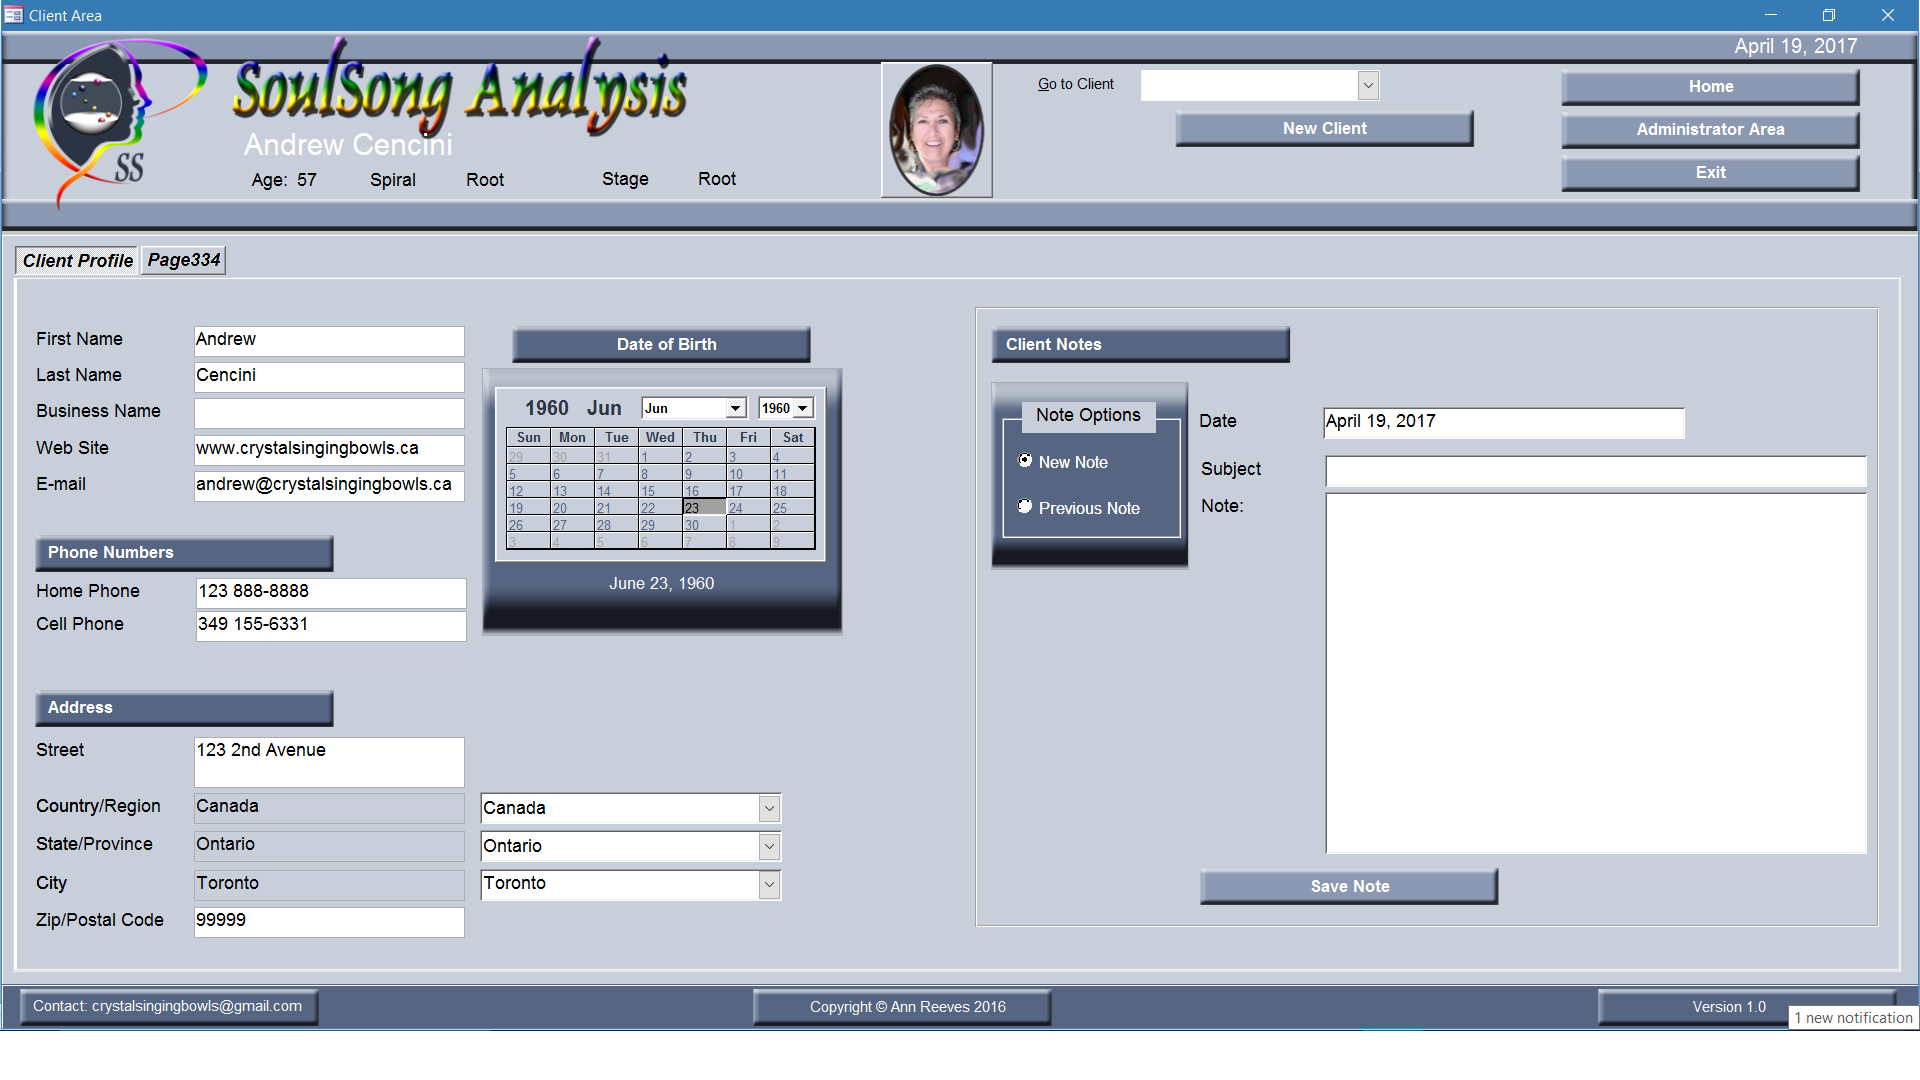 Client Area
April 19, 2017
SoulSong Analysis
SS
Andrew Cencini
Age: 57 Spiral Root Stage Root
Go to Client
New Client
Home
Administrator Area
Exit
Client Profile Page334
First Name Andrew
Last Name Cencini
Business Name
Web Site www.crystalsingingbowls.ca
E-mail andrew@crystalsingingbowls.ca
Phone Numbers
Home Phone 123 888-8888
Cell Phone 349 155-6331
Address
Street 123 2nd Avenue
Country/Region Canada Canada
State/Province Ontario Ontario
City Toronto Toronto
Zip/Postal Code 99999
Date of Birth
1960 Jun Jun 1960
Sun Mon Tue Wed Thu Fri Sat
29 30 31 1 2 3 4
5 6 7 8 9 10 11
12 13 14 15 16 17 18
19 20 21 22 23 24 25
26 27 28 29 30 1 2
3 4 5 6 7 8 9
June 23, 1960
Client Notes
Note Options
New Note
Previous Note
Date April 19, 2017
Subject
Note:
Save Note
Contact: crystalsingingbowls@gmail.com
Copyright © Ann Reeves 2016
Version 1.0
1 new notification